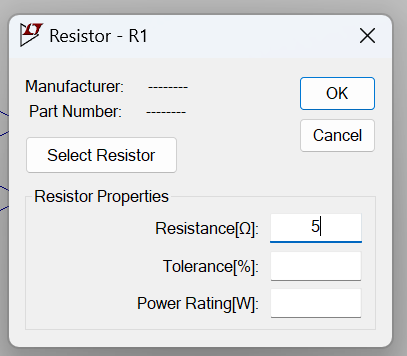 Resistor - R1
Manufacturer: --------
Part Number: --------
OK
Cancel
Select Resistor
Resistor Properties
Resistance[Ω]: 5
Tolerance[%]:
Power Rating[W]: